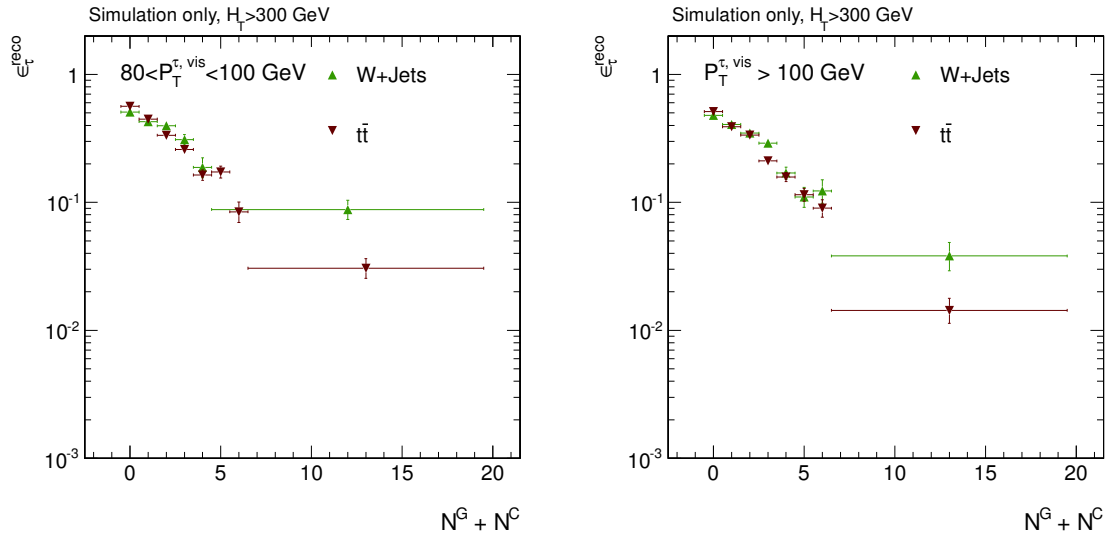 Simulation only, H_T>300 GeV
ϵ_τ^reco
80<P_T^{τ, vis}<100 GeV
W+Jets
tt̄
1
10^-1
10^-2
10^-3
0 5 10 15 20
N^G + N^C
Simulation only, H_T>300 GeV
ϵ_τ^reco
P_T^{τ, vis} > 100 GeV
W+Jets
tt̄
1
10^-1
10^-2
10^-3
0 5 10 15 20
N^G + N^C